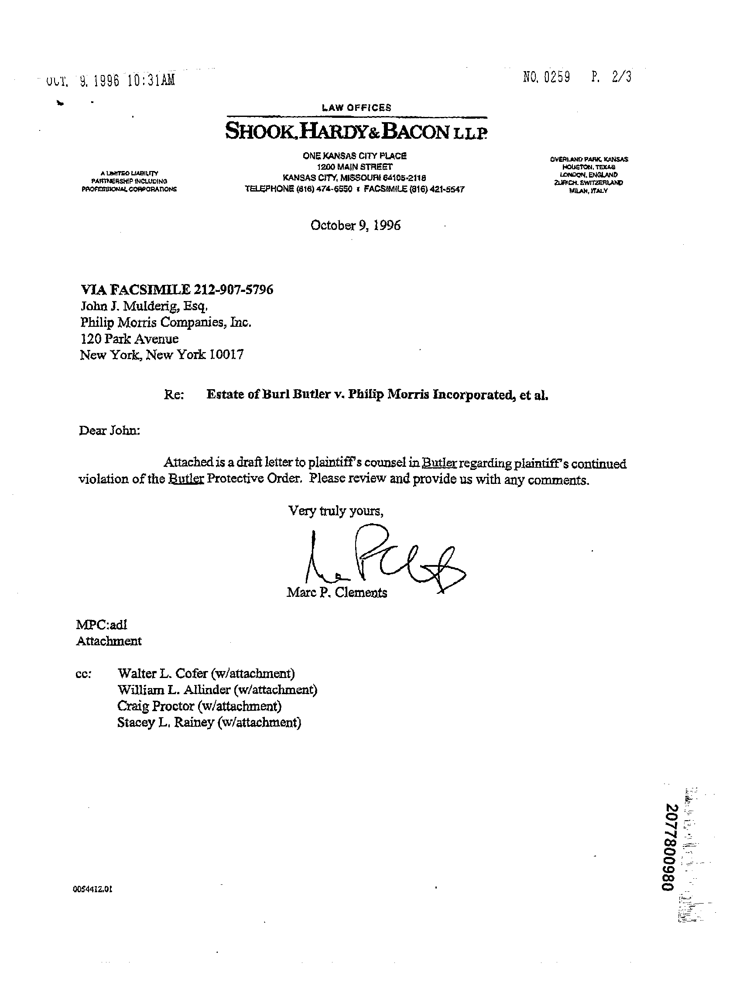 OCT. 9. 1996 10:31AM
NO. 0259 P. 2/3
LAW OFFICES
SHOOK, HARDY & BACON L.L.P.
A LIMITED LIABILITY
PARTNERSHIP INCLUDING
PROFESSIONAL CORPORATIONS
ONE KANSAS CITY PLACE
1200 MAIN STREET
KANSAS CITY, MISSOURI 64105-2118
TELEPHONE (816) 474-6550 FACSIMILE (816) 421-5547
OVERLAND PARK, KANSAS
HOUSTON, TEXAS
LONDON, ENGLAND
ZURICH, SWITZERLAND
MILAN, ITALY
October 9, 1996
VIA FACSIMILE 212-907-5796
John J. Mulderig, Esq.
Philip Morris Companies, Inc.
120 Park Avenue
New York, New York 10017
Re: Estate of Burl Butler v. Philip Morris Incorporated, et al.
Dear John:
Attached is a draft letter to plaintiff's counsel in Butler regarding plaintiff's continued
violation of the Butler Protective Order. Please review and provide us with any comments.
Very truly yours,
Marc P. Clements
MPC:adl
Attachment
cc: Walter L. Cofer (w/attachment)
William L. Allinder (w/attachment)
Craig Proctor (w/attachment)
Stacey L. Rainey (w/attachment)
2077800980
0054412.01